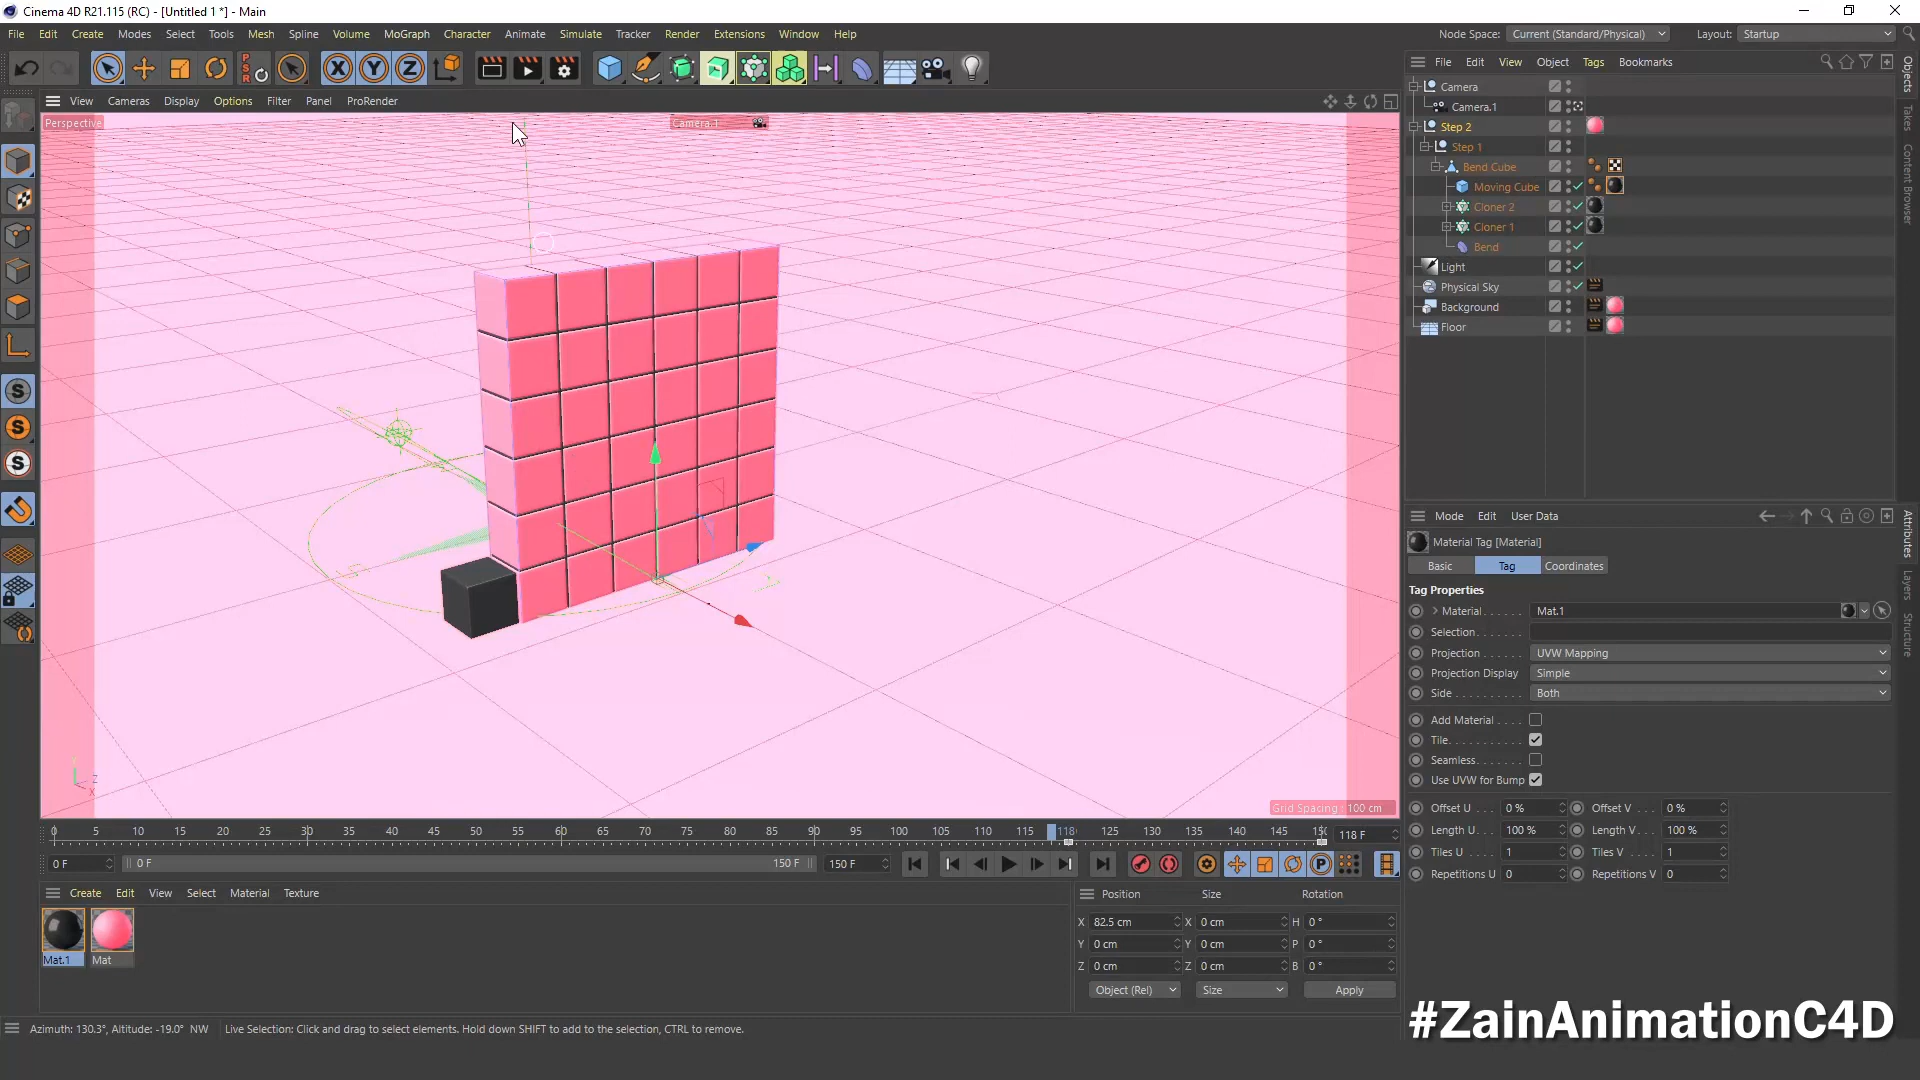 Cinema 4D R21.115 (RC) - [Untitled 1 *] - Main
File Edit Create Modes Select Tools Mesh Spline Volume MoGraph Character Animate Simulate Tracker Render Extensions Window Help
Node Space: Current (Standard/Physical) Layout: Startup
PSR X Y Z
File Edit View Object Tags Bookmarks
View Cameras Display Options Filter Panel ProRender
Perspective
Camera.1
Camera
Camera.1
Step 2
Step 1
Bend Cube
Moving Cube
Cloner 2
Cloner 1
Bend
Light
Physical Sky
Background
Floor
Objects
Takes
Content Browser
Attributes
Layers
Structure
S
S
S
Mode Edit User Data
Material Tag [Material]
Basic Tag Coordinates
Tag Properties
Material . . . . . . Mat.1
Selection. . . . . . .
Projection . . . . . . UVW Mapping
Projection Display Simple
Side . . . . . . . . . . Both
Add Material . . . .
Tile. . . . . . . . . . .
Seamless. . . . . . .
Use UVW for Bump
Offset U . . . 0 % Offset V . . . 0 %
Length U. . . 100 % Length V. . . 100 %
Tiles U . . . . 1 Tiles V . . . . 1
Repetitions U 0 Repetitions V 0
Y Z X
Grid Spacing : 100 cm
0 5 10 15 20 25 30 35 40 45 50 55 60 65 70 75 80 85 90 95 100 105 110 115 118 125 130 135 140 145 150 118 F
0 F 0 F 150 F 150 F
P
Create Edit View Select Material Texture
Mat.1 Mat
Position Size Rotation
X 82.5 cm X 0 cm H 0 °
Y 0 cm Y 0 cm P 0 °
Z 0 cm Z 0 cm B 0 °
Object (Rel) Size Apply
Azimuth: 130.3°, Altitude: -19.0° NW Live Selection: Click and drag to select elements. Hold down SHIFT to add to the selection, CTRL to remove.
#ZainAnimationC4D